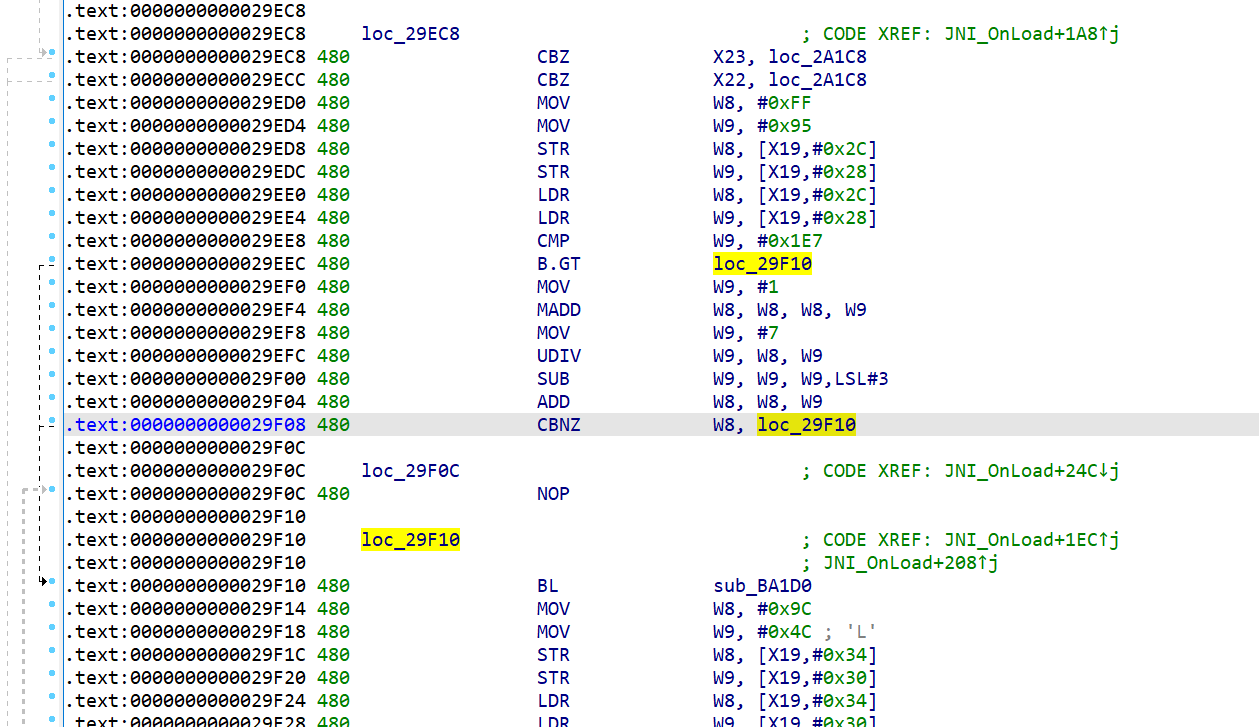 .text:0000000000029EC8
.text:0000000000029EC8 loc_29EC8 ; CODE XREF: JNI_OnLoad+1A8↑j
.text:0000000000029EC8 480 CBZ X23, loc_2A1C8
.text:0000000000029ECC 480 CBZ X22, loc_2A1C8
.text:0000000000029ED0 480 MOV W8, #0xFF
.text:0000000000029ED4 480 MOV W9, #0x95
.text:0000000000029ED8 480 STR W8, [X19,#0x2C]
.text:0000000000029EDC 480 STR W9, [X19,#0x28]
.text:0000000000029EE0 480 LDR W8, [X19,#0x2C]
.text:0000000000029EE4 480 LDR W9, [X19,#0x28]
.text:0000000000029EE8 480 CMP W9, #0x1E7
.text:0000000000029EEC 480 B.GT loc_29F10
.text:0000000000029EF0 480 MOV W9, #1
.text:0000000000029EF4 480 MADD W8, W8, W8, W9
.text:0000000000029EF8 480 MOV W9, #7
.text:0000000000029EFC 480 UDIV W9, W8, W9
.text:0000000000029F00 480 SUB W9, W9, W9,LSL#3
.text:0000000000029F04 480 ADD W8, W8, W9
.text:0000000000029F08 480 CBNZ W8, loc_29F10
.text:0000000000029F0C
.text:0000000000029F0C loc_29F0C ; CODE XREF: JNI_OnLoad+24C↓j
.text:0000000000029F0C 480 NOP
.text:0000000000029F10
.text:0000000000029F10 loc_29F10 ; CODE XREF: JNI_OnLoad+1EC↑j
.text:0000000000029F10 ; JNI_OnLoad+208↑j
.text:0000000000029F10 480 BL sub_BA1D0
.text:0000000000029F14 480 MOV W8, #0x9C
.text:0000000000029F18 480 MOV W9, #0x4C ; 'L'
.text:0000000000029F1C 480 STR W8, [X19,#0x34]
.text:0000000000029F20 480 STR W9, [X19,#0x30]
.text:0000000000029F24 480 LDR W8, [X19,#0x34]
.text:0000000000029F28 480 LDR W9, [X19,#0x30]